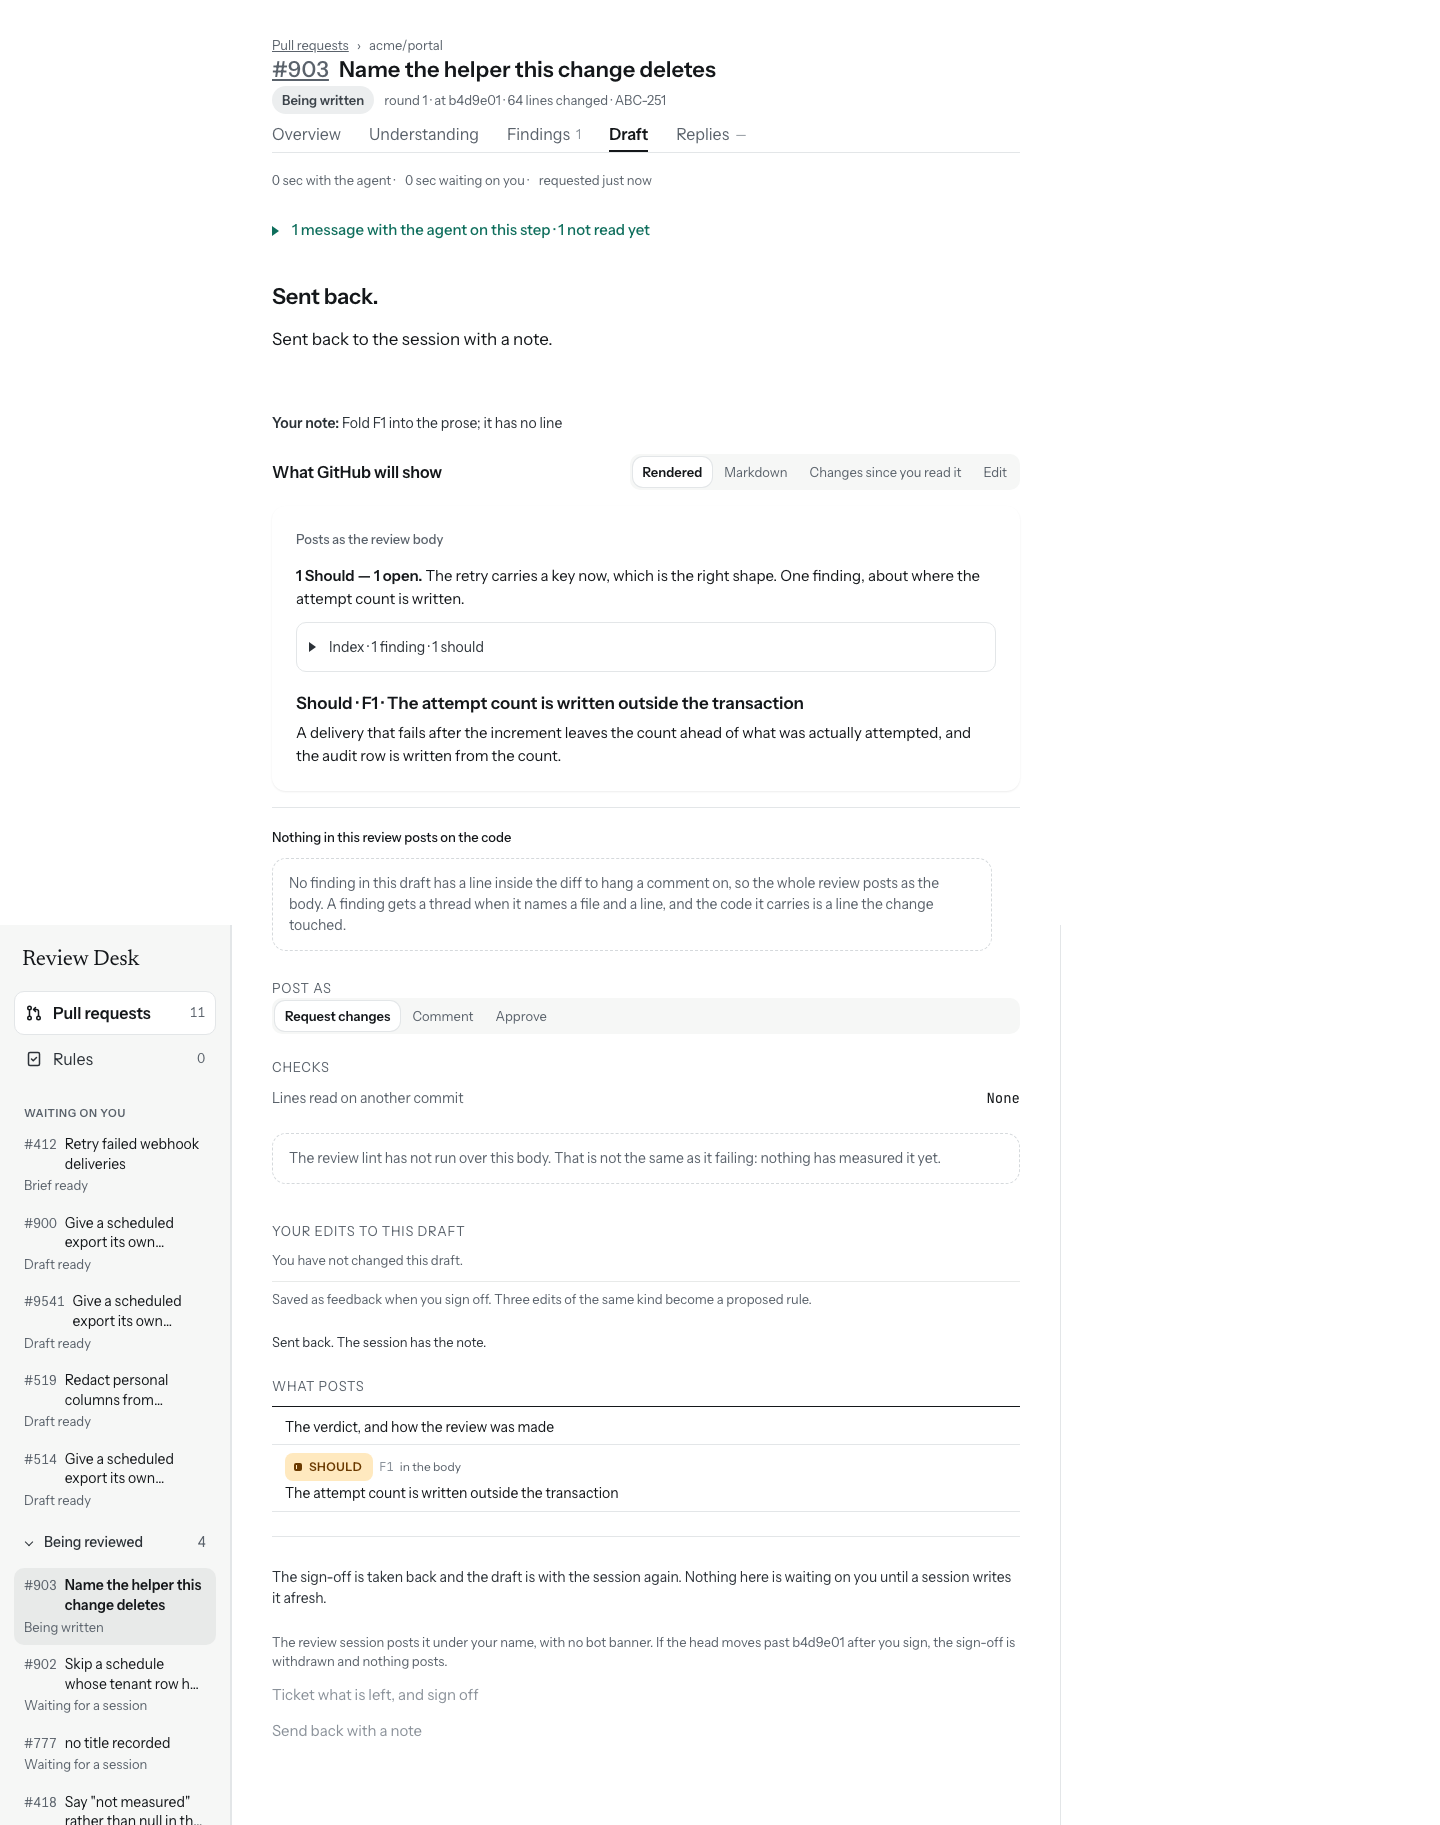 Pull requests › acme/portal
#903 Name the helper this change deletes
Being written round 1 · at b4d9e01 · 64 lines changed · ABC-251
Overview Understanding Findings 1 Draft Replies —
0 sec with the agent · 0 sec waiting on you · requested just now
1 message with the agent on this step · 1 not read yet
Sent back.
Sent back to the session with a note.
Your note: Fold F1 into the prose; it has no line
What GitHub will show
Rendered Markdown Changes since you read it Edit
Posts as the review body
1 Should — 1 open. The retry carries a key now, which is the right shape. One finding, about where the
attempt count is written.
Index · 1 finding · 1 should
Should · F1 · The attempt count is written outside the transaction
A delivery that fails after the increment leaves the count ahead of what was actually attempted, and
the audit row is written from the count.
Nothing in this review posts on the code
No finding in this draft has a line inside the diff to hang a comment on, so the whole review posts as the
body. A finding gets a thread when it names a file and a line, and the code it carries is a line the change
touched.
POST AS
Request changes Comment Approve
CHECKS
Lines read on another commit None
The review lint has not run over this body. That is not the same as it failing: nothing has measured it yet.
YOUR EDITS TO THIS DRAFT
You have not changed this draft.
Saved as feedback when you sign off. Three edits of the same kind become a proposed rule.
Sent back. The session has the note.
WHAT POSTS
The verdict, and how the review was made
SHOULD F1 in the body
The attempt count is written outside the transaction
The sign-off is taken back and the draft is with the session again. Nothing here is waiting on you until a session writes
it afresh.
The review session posts it under your name, with no bot banner. If the head moves past b4d9e01 after you sign, the sign-off is
withdrawn and nothing posts.
Ticket what is left, and sign off
Send back with a note
Review Desk
Pull requests 11
Rules 0
WAITING ON YOU
#412 Retry failed webhook
deliveries
Brief ready
#900 Give a scheduled
export its own…
Draft ready
#9541 Give a scheduled
export its own…
Draft ready
#519 Redact personal
columns from…
Draft ready
#514 Give a scheduled
export its own…
Draft ready
Being reviewed 4
#903 Name the helper this
change deletes
Being written
#902 Skip a schedule
whose tenant row h…
Waiting for a session
#777 no title recorded
Waiting for a session
#418 Say "not measured"
rather than null in th…